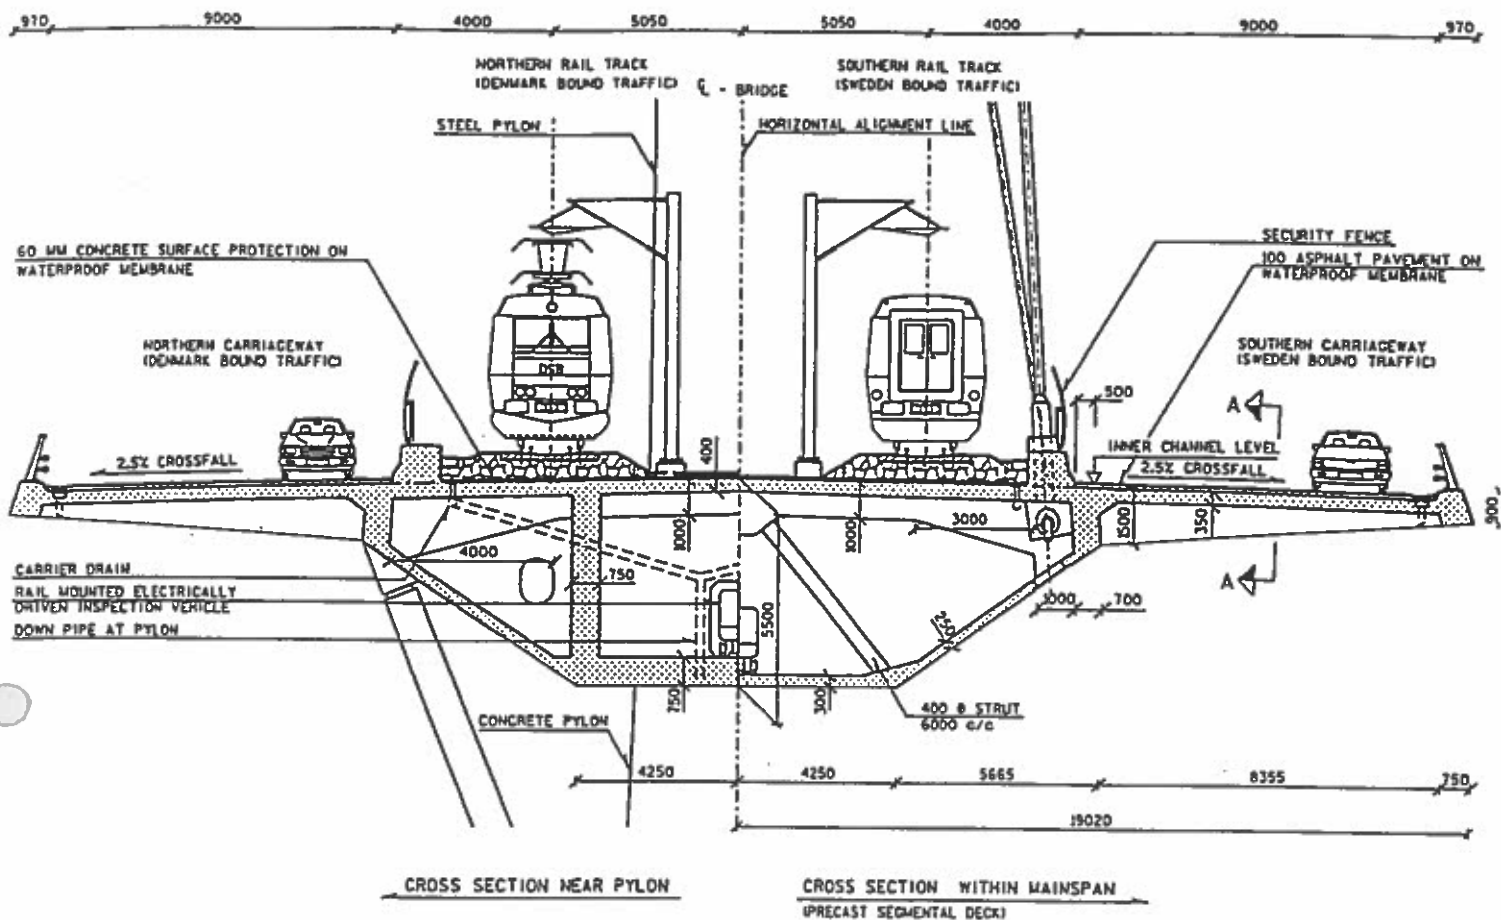 970 9000 4000 5050 5050 4000 9000 970
NORTHERN RAIL TRACK
(DENMARK BOUND TRAFFIC)
℄ - BRIDGE
SOUTHERN RAIL TRACK
(SWEDEN BOUND TRAFFIC)
STEEL PYLON
HORIZONTAL ALIGNMENT LINE
60 MM CONCRETE SURFACE PROTECTION ON
WATERPROOF MEMBRANE
SECURITY FENCE
100 ASPHALT PAVEMENT ON
WATERPROOF MEMBRANE
NORTHERN CARRIAGEWAY
(DENMARK BOUND TRAFFIC)
SOUTHERN CARRIAGEWAY
(SWEDEN BOUND TRAFFIC)
DSB
500
A
INNER CHANNEL LEVEL
2.5% CROSSFALL
2.5% CROSSFALL
400
1000
1000
3000
1500
350
900
4000
750
CARRIER DRAIN
RAIL MOUNTED ELECTRICALLY
DRIVEN INSPECTION VEHICLE
DOWN PIPE AT PYLON
A
1000
700
5500
250
750
300
400 Ø STRUT
6000 c/c
CONCRETE PYLON
4250 4250 5665 8355 750
19020
CROSS SECTION NEAR PYLON
CROSS SECTION WITHIN MAINSPAN
(PRECAST SEGMENTAL DECK)